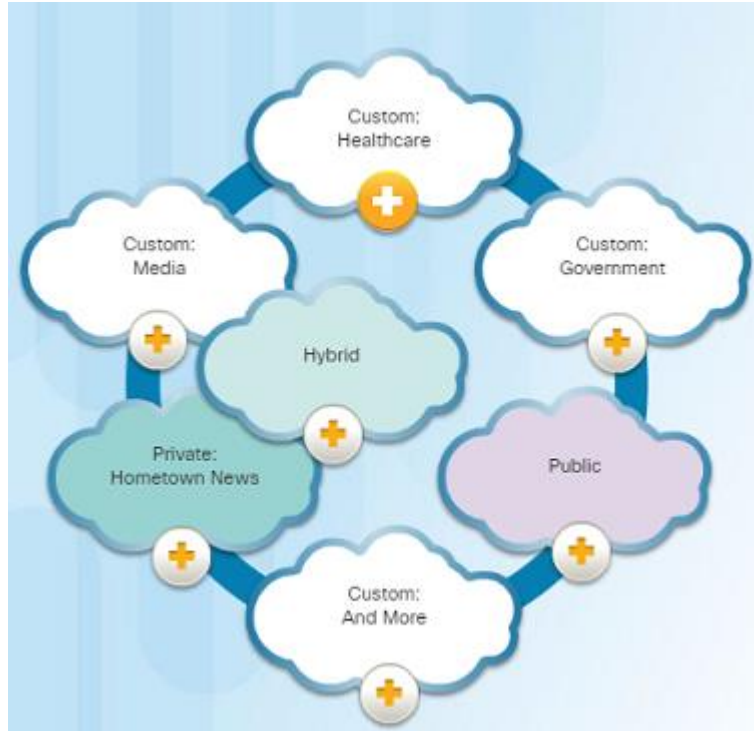 Custom:
Healthcare
Custom:
Media
Custom:
Government
Hybrid
Private:
Hometown News
Public
Custom:
And More